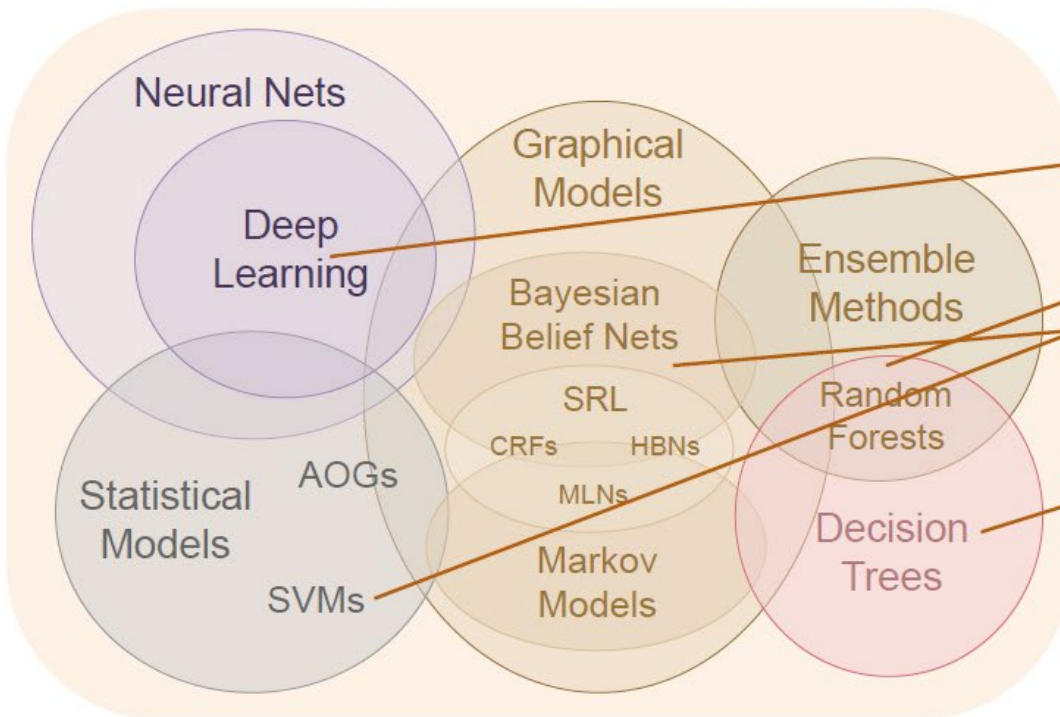 Neural Nets
Graphical
Models
Deep
Learning
Ensemble
Methods
Bayesian
Belief Nets
SRL
Random
Forests
CRFs
HBNs
AOGs
MLNs
Statistical
Models
Decision
Trees
Markov
Models
SVMs